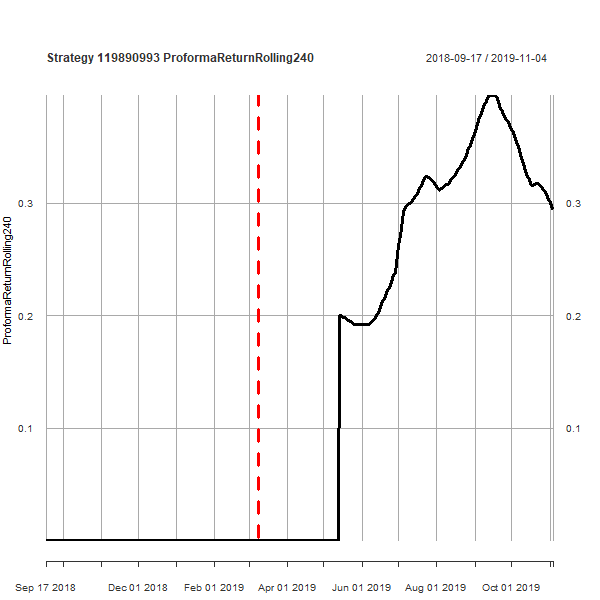 Strategy 119890993 ProformaReturnRolling240
2018-09-17 / 2019-11-04
ProformaReturnRolling240
0.3
0.3
0.2
0.2
0.1
0.1
Sep 17 2018 Dec 01 2018 Feb 01 2019 Apr 01 2019 Jun 01 2019 Aug 01 2019 Oct 01 2019